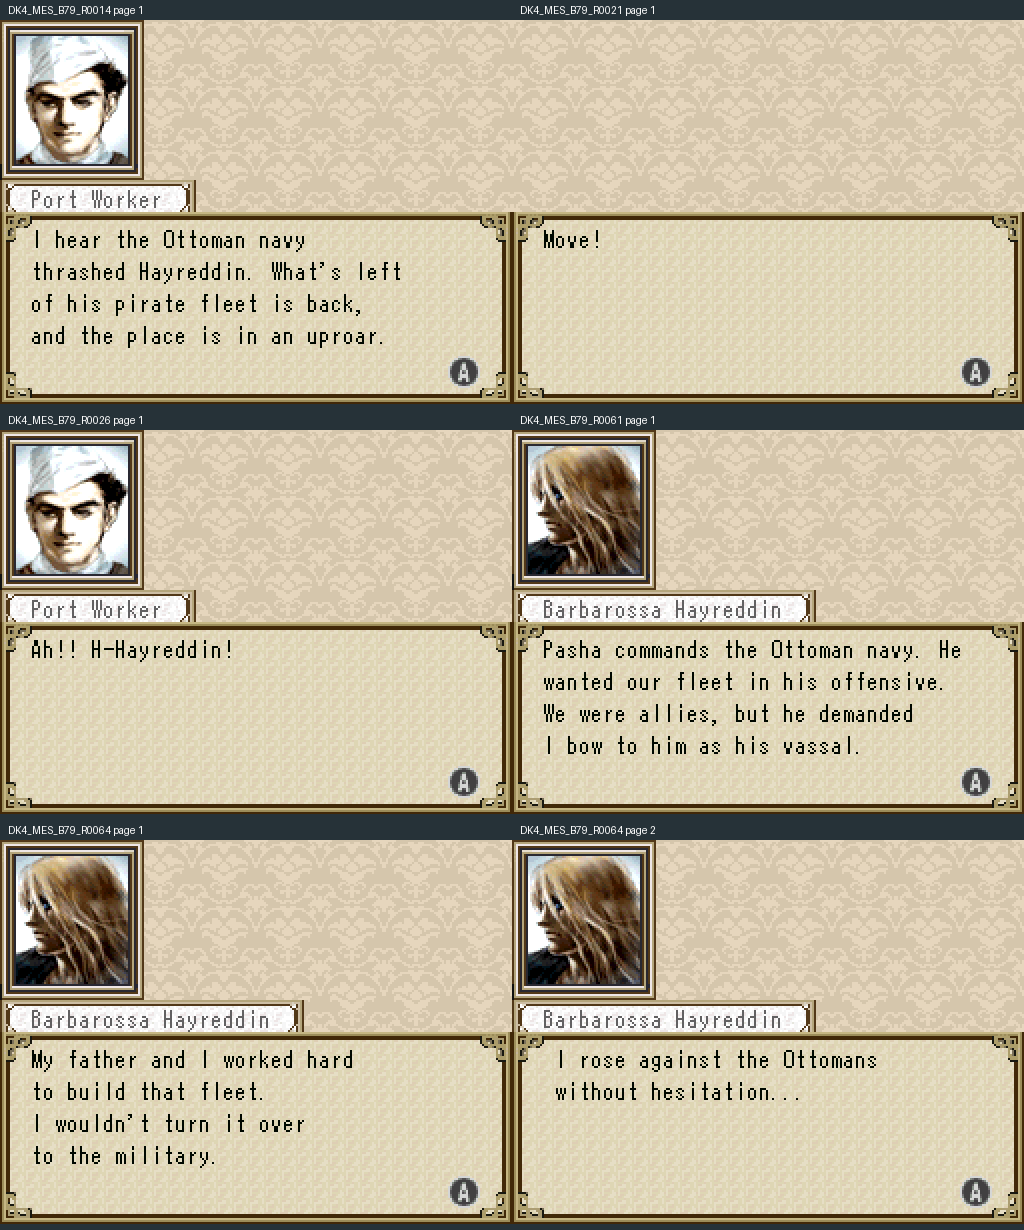 DK4_MES_B79_R0014 page 1
Port Worker
I hear the Ottoman navy
thrashed Hayreddin. What's left
of his pirate fleet is back,
and the place is in an uproar.
A
DK4_MES_B79_R0021 page 1
Move!
A
DK4_MES_B79_R0026 page 1
Port Worker
Ah!! H-Hayreddin!
A
DK4_MES_B79_R0061 page 1
Barbarossa Hayreddin
Pasha commands the Ottoman navy. He
wanted our fleet in his offensive.
We were allies, but he demanded
I bow to him as his vassal.
A
DK4_MES_B79_R0064 page 1
Barbarossa Hayreddin
My father and I worked hard
to build that fleet.
I wouldn't turn it over
to the military.
A
DK4_MES_B79_R0064 page 2
Barbarossa Hayreddin
I rose against the Ottomans
without hesitation...
A